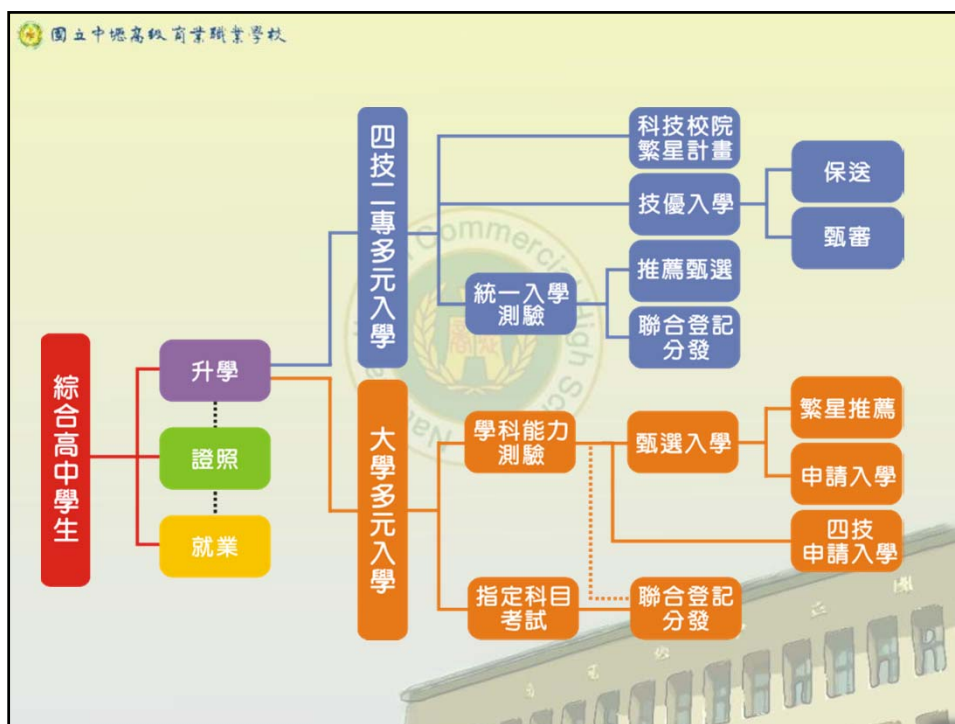 國立中壢高級商業職業學校
綜合高中學生
升學
證照
就業
四技二專多元入學
科技校院
繁星計畫
技優入學
保送
甄審
統一入學
測驗
推薦甄選
聯合登記
分發
大學多元入學
學科能力
測驗
甄選入學
繁星推薦
申請入學
四技
申請入學
指定科目
考試
聯合登記
分發
Commercial High Sc
Na